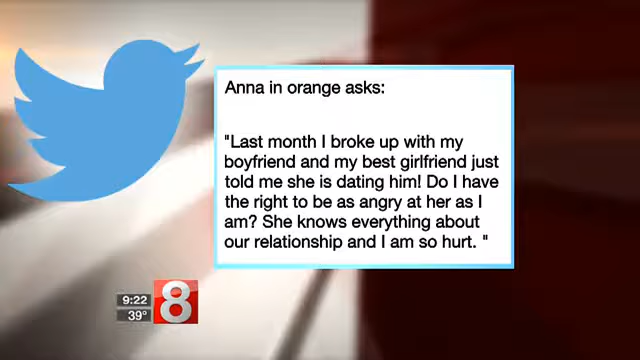 Anna in orange asks:
"Last month I broke up with my
boyfriend and my best girlfriend just
told me she is dating him! Do I have
the right to be as angry at her as I
am? She knows everything about
our relationship and I am so hurt. "
9:22
39°
8